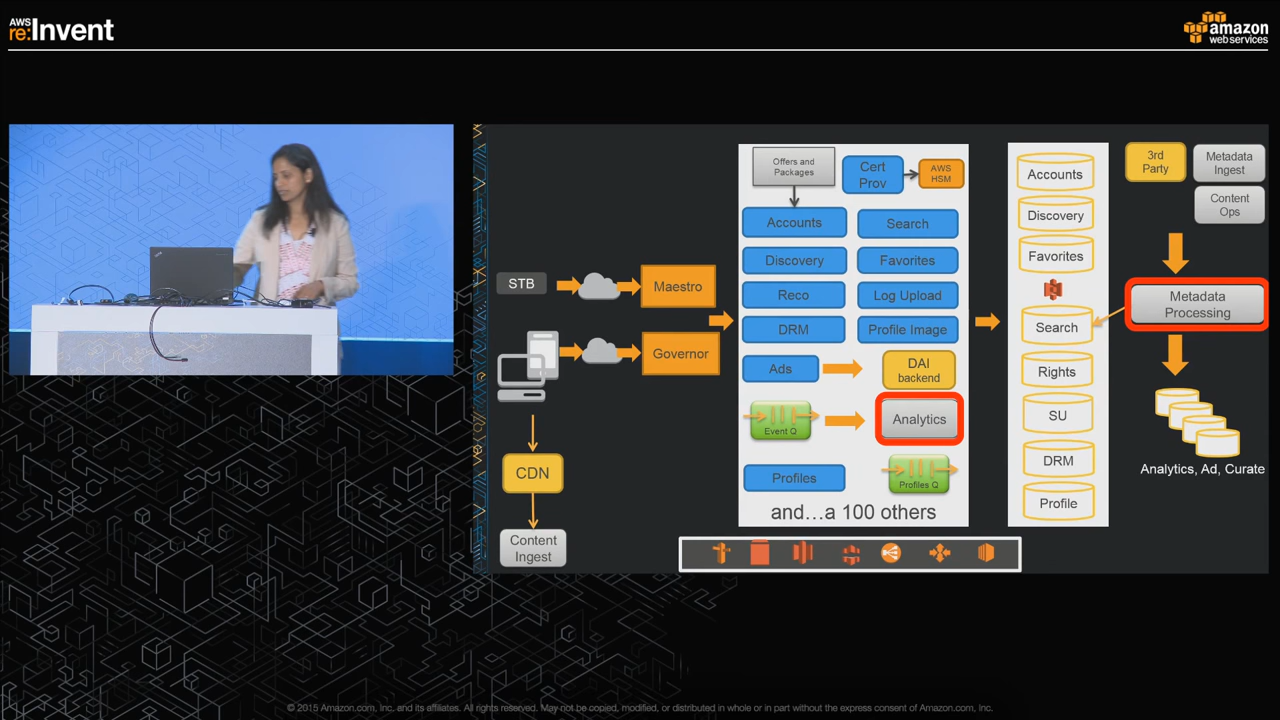 AWS
re:Invent
amazon
web services
STB
Maestro
Governor
CDN
Content
Ingest
Offers and
Packages
Cert
Prov
AWS
HSM
Accounts
Search
Discovery
Favorites
Reco
Log Upload
DRM
Profile Image
Ads
DAI
backend
Event Q
Analytics
Profiles
Profiles Q
and...a 100 others
Accounts
Discovery
Favorites
Search
Rights
SU
DRM
Profile
3rd
Party
Metadata
Ingest
Content
Ops
Metadata
Processing
Analytics, Ad, Curate
© 2015 Amazon.com, Inc. and its affiliates. All rights reserved. May not be copied, modified, or distributed in whole or in part without the express consent of Amazon.com, Inc.